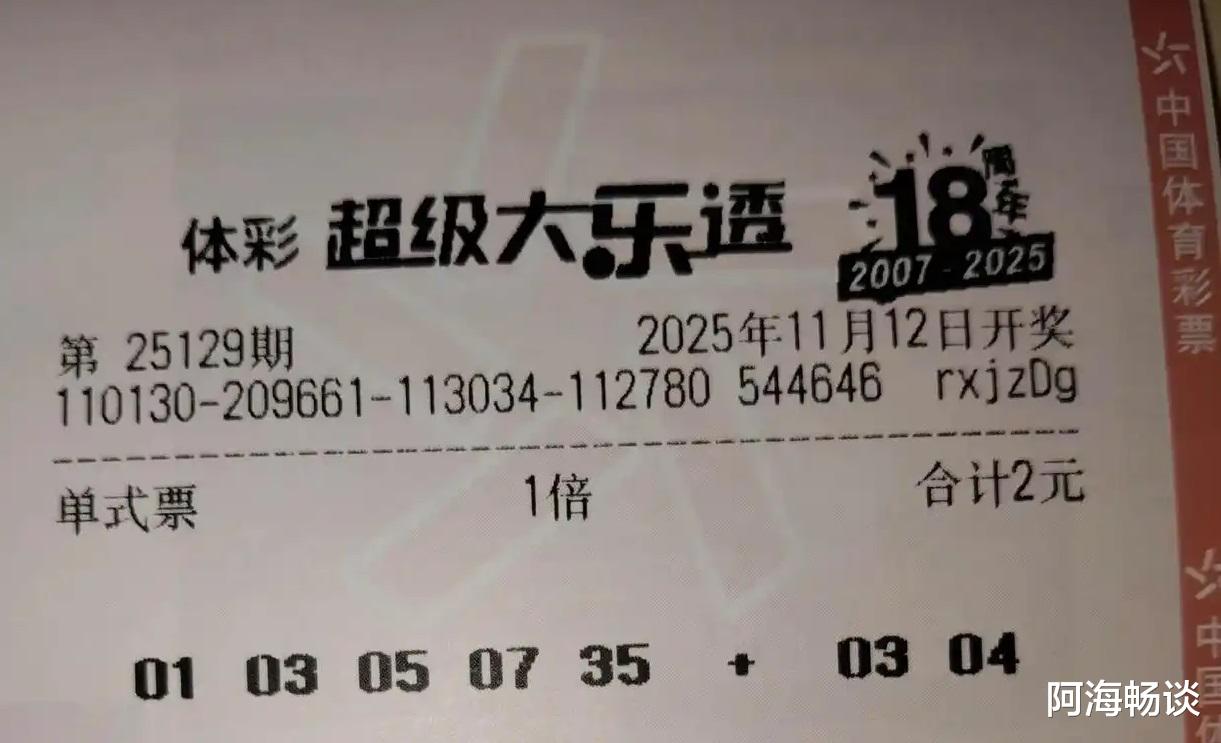 体彩 超级大乐透 18周年
2007-2025
第 25129期 2025年11月12日开奖
110130-209661-113034-112780 544646 rxjzDg
单式票 1倍 合计2元
01 03 05 07 35 + 03 04
中国体育彩票
中国体
阿海畅谈